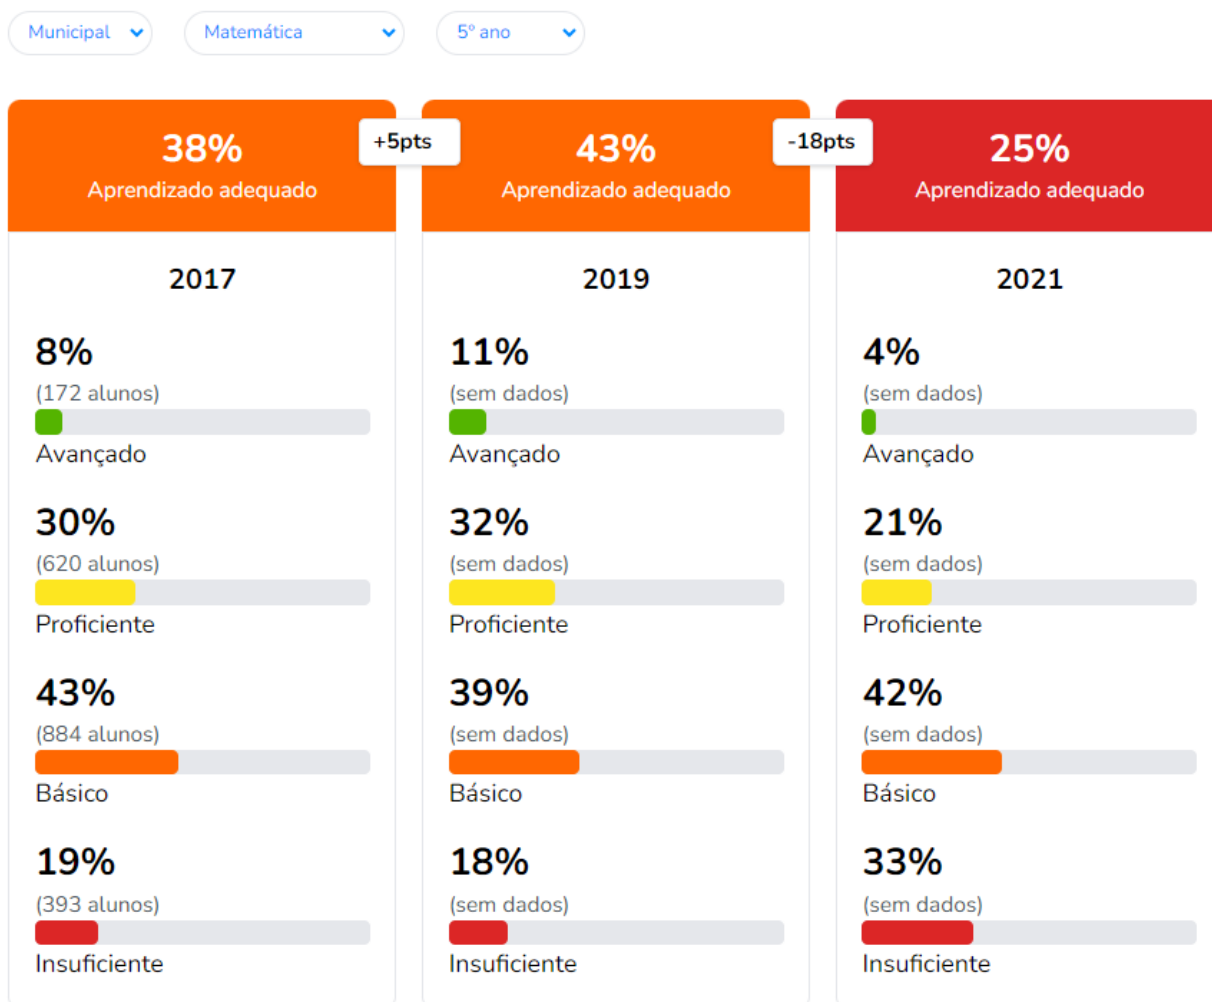 Municipal
Matemática
5º ano
38%
Aprendizado adequado
+5pts
43%
Aprendizado adequado
-18pts
25%
Aprendizado adequado
2017
8%
(172 alunos)
Avançado
30%
(620 alunos)
Proficiente
43%
(884 alunos)
Básico
19%
(393 alunos)
Insuficiente
2019
11%
(sem dados)
Avançado
32%
(sem dados)
Proficiente
39%
(sem dados)
Básico
18%
(sem dados)
Insuficiente
2021
4%
(sem dados)
Avançado
21%
(sem dados)
Proficiente
42%
(sem dados)
Básico
33%
(sem dados)
Insuficiente